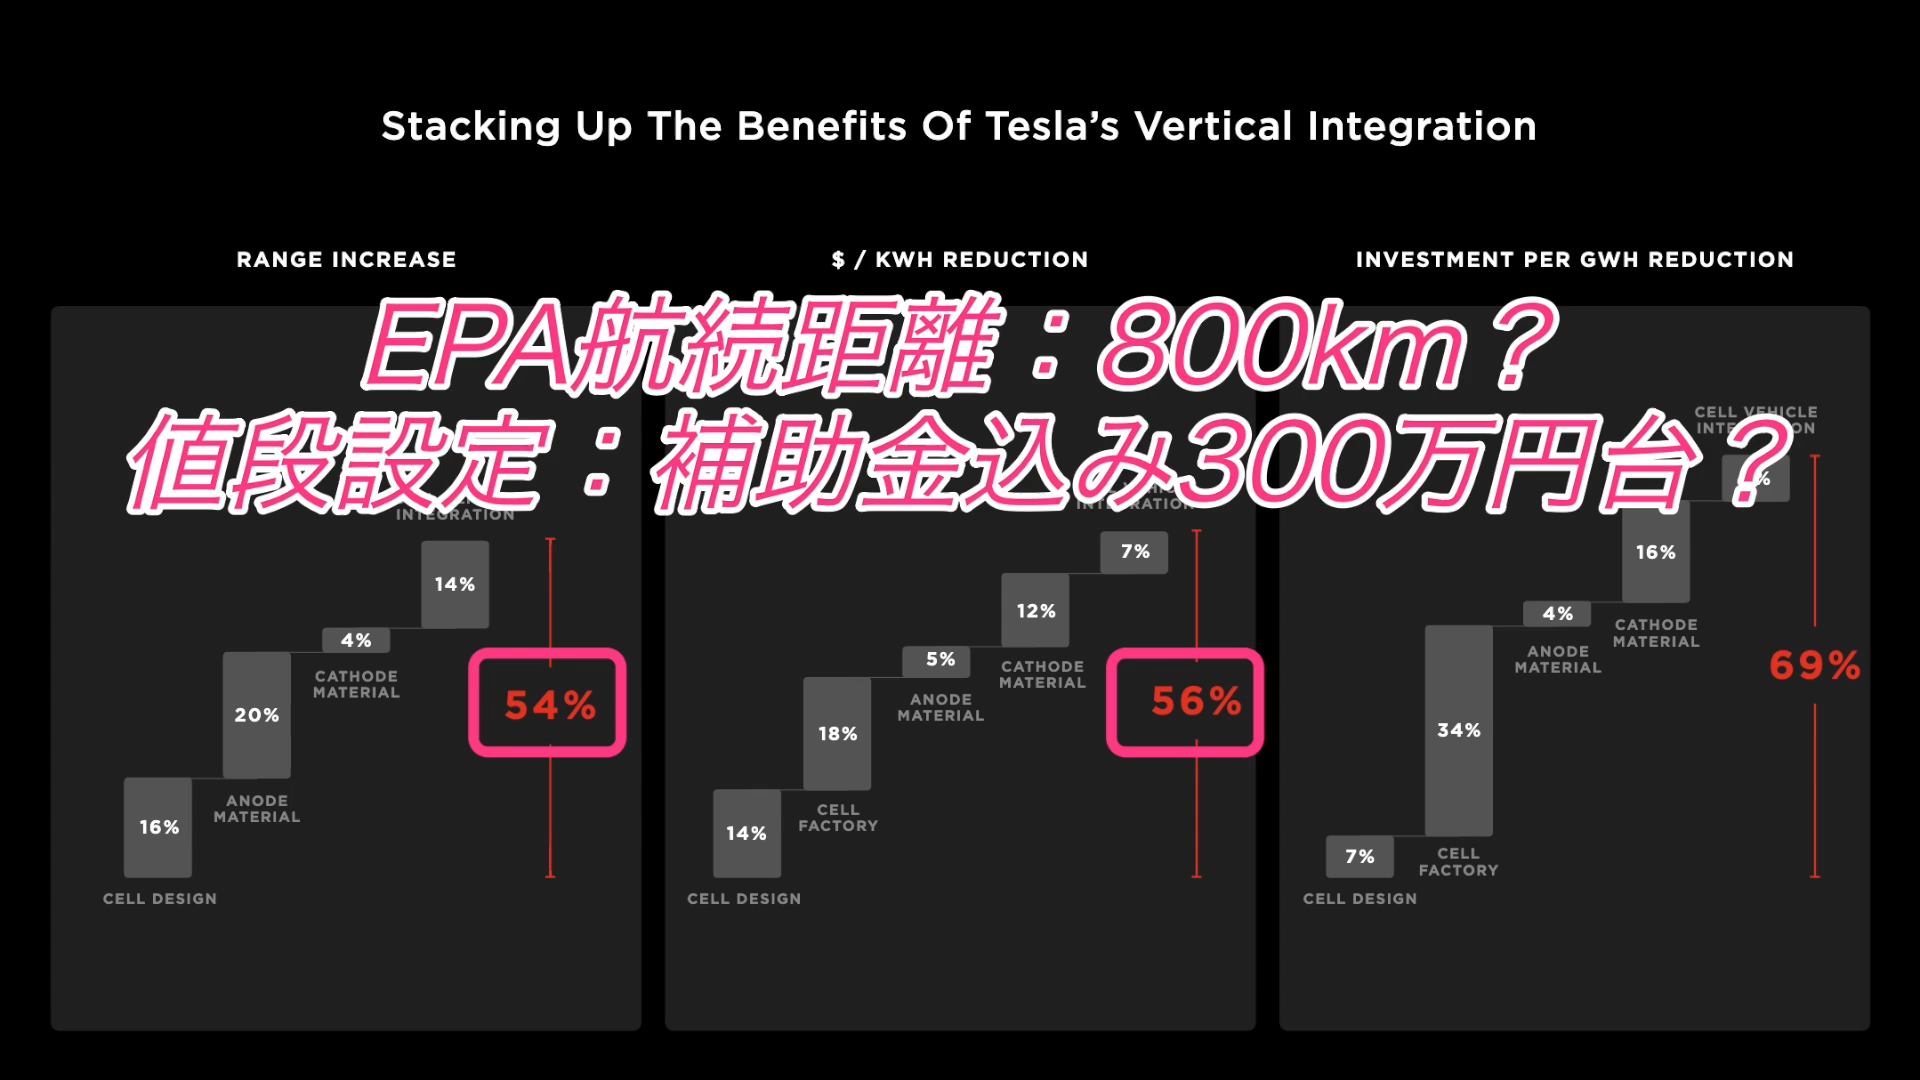 Stacking Up The Benefits Of Tesla's Vertical Integration
RANGE INCREASE
$ / KWH REDUCTION
INVESTMENT PER GWH REDUCTION
EPA航続距離：800km？
値段設定：補助金込み300万円台？
INTEGRATION
14%
4%
CATHODE
MATERIAL
20%
ANODE
MATERIAL
16%
CELL DESIGN
54%
INTEGRATION
7%
12%
CATHODE
MATERIAL
5%
ANODE
MATERIAL
18%
CELL
FACTORY
14%
CELL DESIGN
56%
CELL VEHICLE
INTEGRATION
16%
CATHODE
MATERIAL
4%
ANODE
MATERIAL
34%
CELL
FACTORY
7%
CELL DESIGN
69%